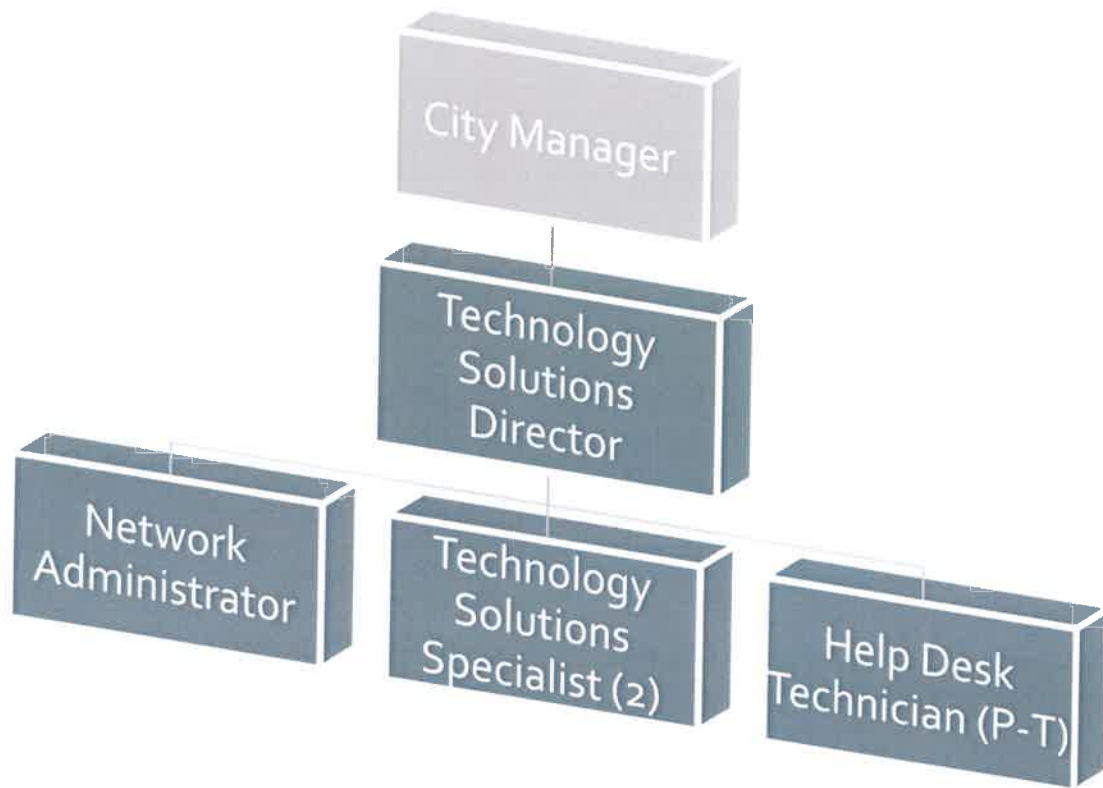 City Manager
Technology
Solutions
Director
Network
Administrator
Technology
Solutions
Specialist (2)
Help Desk
Technician (P-T)